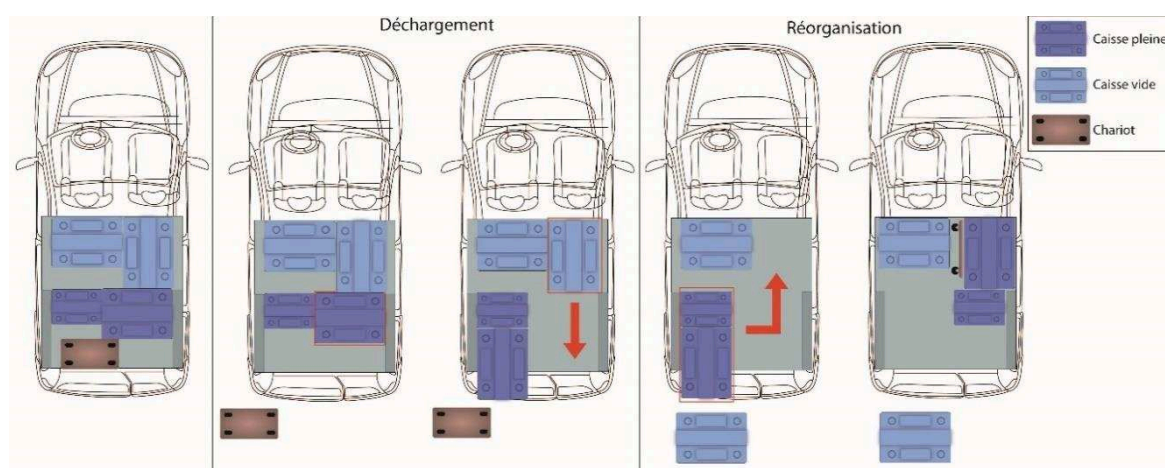 Déchargement
Réorganisation
Caisse pleine
Caisse vide
Chariot